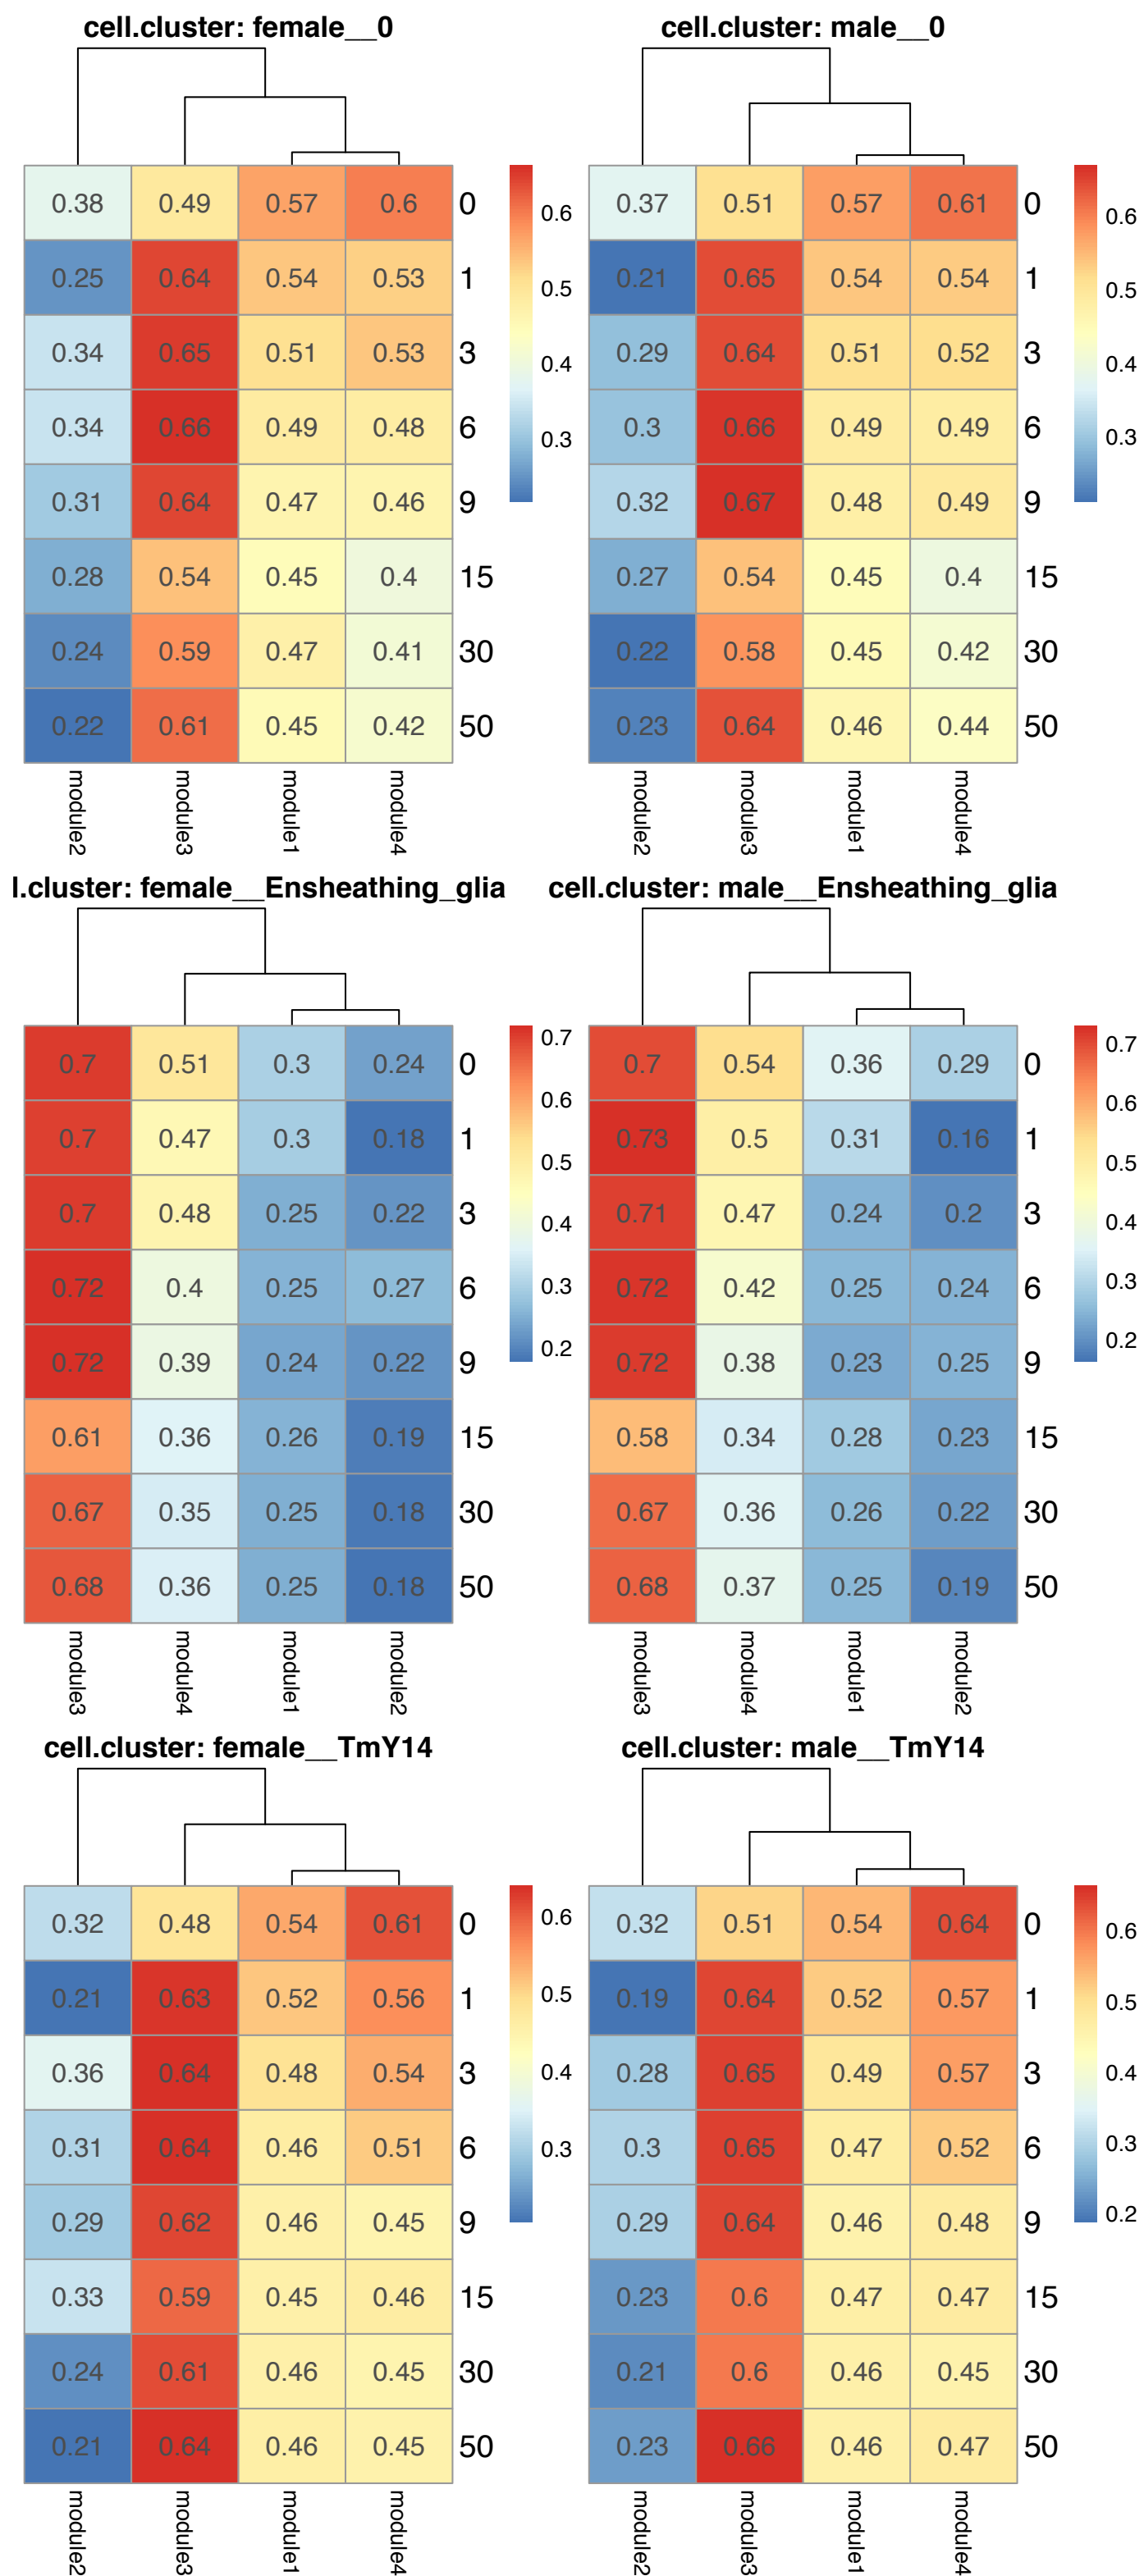 cell.cluster: female__0
0.38 0.49 0.57 0.6 0
0.25 0.64 0.54 0.53 1
0.34 0.65 0.51 0.53 3
0.34 0.66 0.49 0.48 6
0.31 0.64 0.47 0.46 9
0.28 0.54 0.45 0.4 15
0.24 0.59 0.47 0.41 30
0.22 0.61 0.45 0.42 50
module2 module3 module1 module4
0.6
0.5
0.4
0.3
cell.cluster: male__0
0.37 0.51 0.57 0.61 0
0.21 0.65 0.54 0.54 1
0.29 0.64 0.51 0.52 3
0.3 0.66 0.49 0.49 6
0.32 0.67 0.48 0.49 9
0.27 0.54 0.45 0.4 15
0.22 0.58 0.45 0.42 30
0.23 0.64 0.46 0.44 50
module2 module3 module1 module4
0.6
0.5
0.4
0.3
l.cluster: female__Ensheathing_glia
0.7 0.51 0.3 0.24 0
0.7 0.47 0.3 0.18 1
0.7 0.48 0.25 0.22 3
0.72 0.4 0.25 0.27 6
0.72 0.39 0.24 0.22 9
0.61 0.36 0.26 0.19 15
0.67 0.35 0.25 0.18 30
0.68 0.36 0.25 0.18 50
module3 module4 module1 module2
0.7
0.6
0.5
0.4
0.3
0.2
cell.cluster: male__Ensheathing_glia
0.7 0.54 0.36 0.29 0
0.73 0.5 0.31 0.16 1
0.71 0.47 0.24 0.2 3
0.72 0.42 0.25 0.24 6
0.72 0.38 0.23 0.25 9
0.58 0.34 0.28 0.23 15
0.67 0.36 0.26 0.22 30
0.68 0.37 0.25 0.19 50
module3 module4 module1 module2
0.7
0.6
0.5
0.4
0.3
0.2
cell.cluster: female__TmY14
0.32 0.48 0.54 0.61 0
0.21 0.63 0.52 0.56 1
0.36 0.64 0.48 0.54 3
0.31 0.64 0.46 0.51 6
0.29 0.62 0.46 0.45 9
0.33 0.59 0.45 0.46 15
0.24 0.61 0.46 0.45 30
0.21 0.64 0.46 0.45 50
module2 module3 module1 module4
0.6
0.5
0.4
0.3
cell.cluster: male__TmY14
0.32 0.51 0.54 0.64 0
0.19 0.64 0.52 0.57 1
0.28 0.65 0.49 0.57 3
0.3 0.65 0.47 0.52 6
0.29 0.64 0.46 0.48 9
0.23 0.6 0.47 0.47 15
0.21 0.6 0.46 0.45 30
0.23 0.66 0.46 0.47 50
module2 module3 module1 module4
0.6
0.5
0.4
0.3
0.2